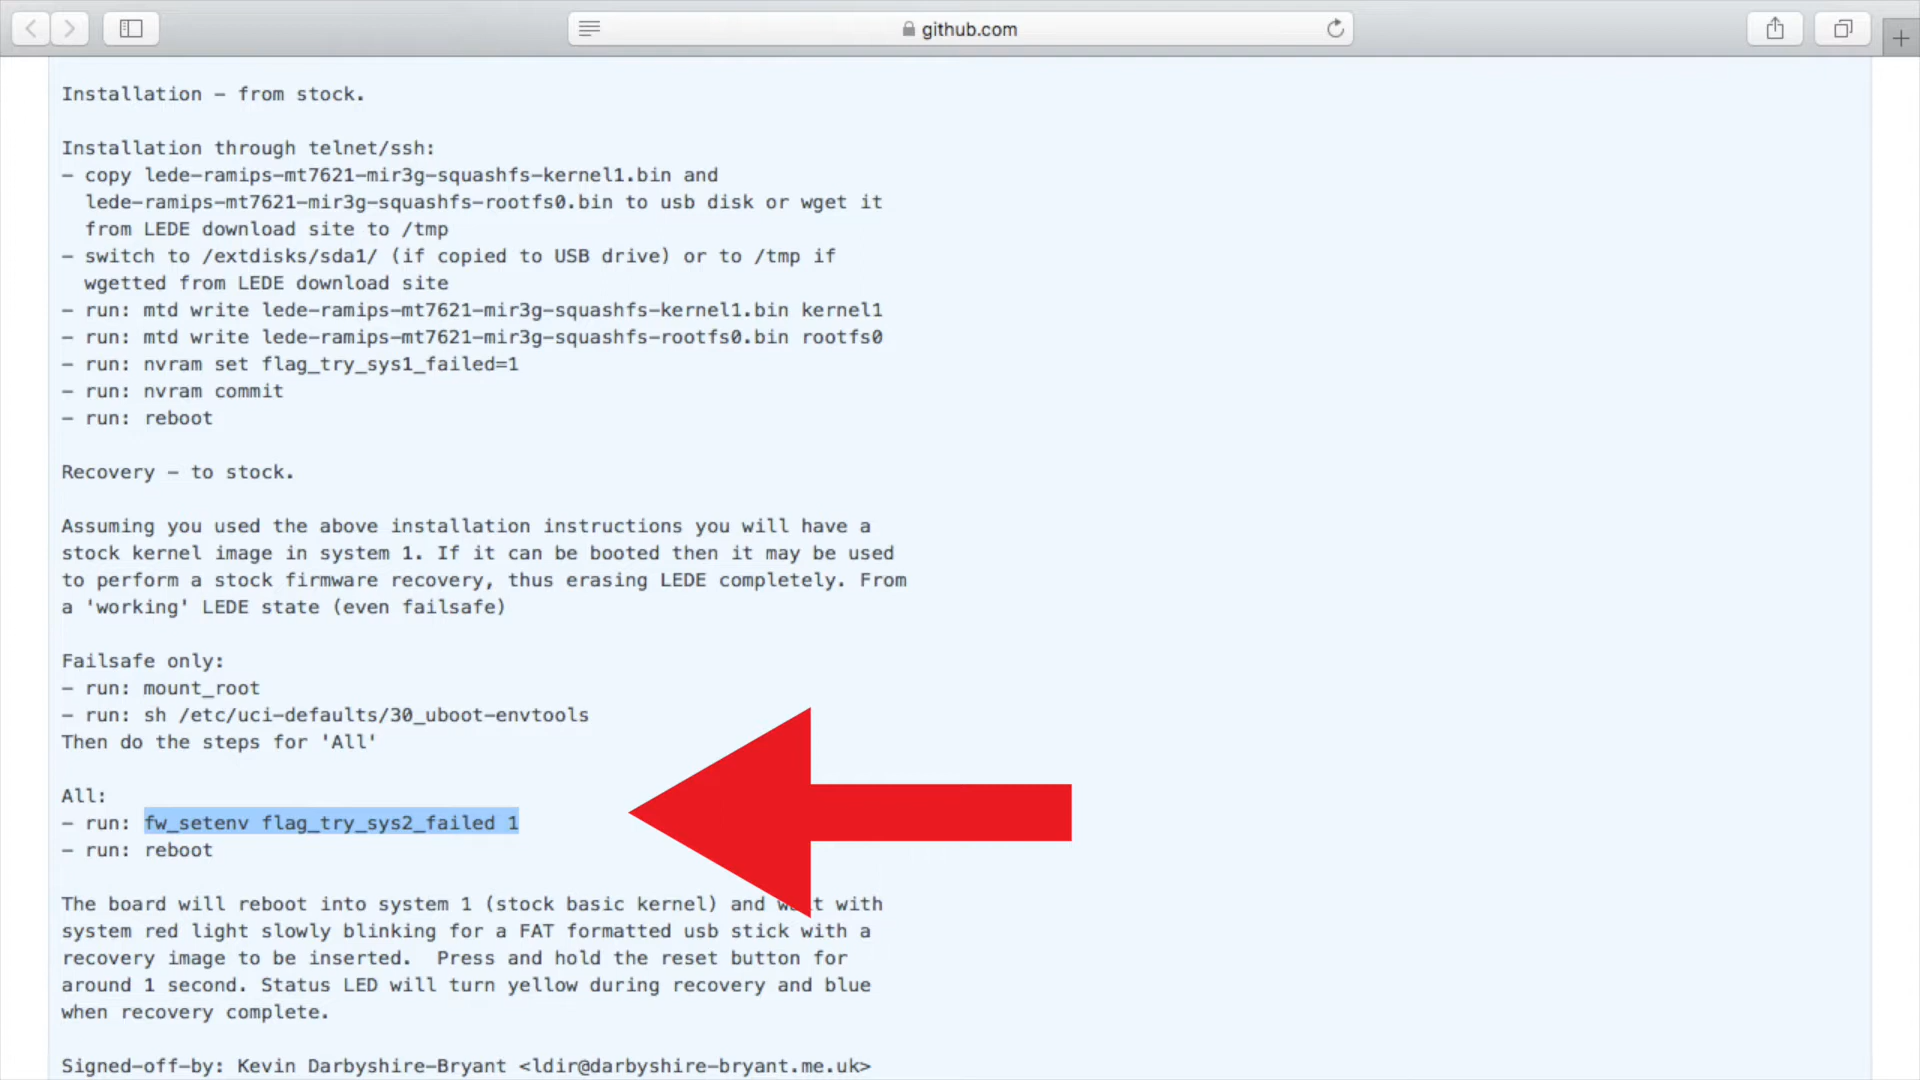 github.com
Installation – from stock.
Installation through telnet/ssh:
– copy lede-ramips-mt7621-mir3g-squashfs-kernel1.bin and
lede-ramips-mt7621-mir3g-squashfs-rootfs0.bin to usb disk or wget it
from LEDE download site to /tmp
– switch to /extdisks/sda1/ (if copied to USB drive) or to /tmp if
wgetted from LEDE download site
– run: mtd write lede-ramips-mt7621-mir3g-squashfs-kernel1.bin kernel1
– run: mtd write lede-ramips-mt7621-mir3g-squashfs-rootfs0.bin rootfs0
– run: nvram set flag_try_sys1_failed=1
– run: nvram commit
– run: reboot
Recovery – to stock.
Assuming you used the above installation instructions you will have a
stock kernel image in system 1. If it can be booted then it may be used
to perform a stock firmware recovery, thus erasing LEDE completely. From
a 'working' LEDE state (even failsafe)
Failsafe only:
– run: mount_root
– run: sh /etc/uci-defaults/30_uboot-envtools
Then do the steps for 'All'
All:
– run: fw_setenv flag_try_sys2_failed 1
– run: reboot
The board will reboot into system 1 (stock basic kernel) and with
system red light slowly blinking for a FAT formatted usb stick with a
recovery image to be inserted.  Press and hold the reset button for
around 1 second. Status LED will turn yellow during recovery and blue
when recovery complete.
Signed-off-by: Kevin Darbyshire-Bryant <ldir@darbyshire-bryant.me.uk>